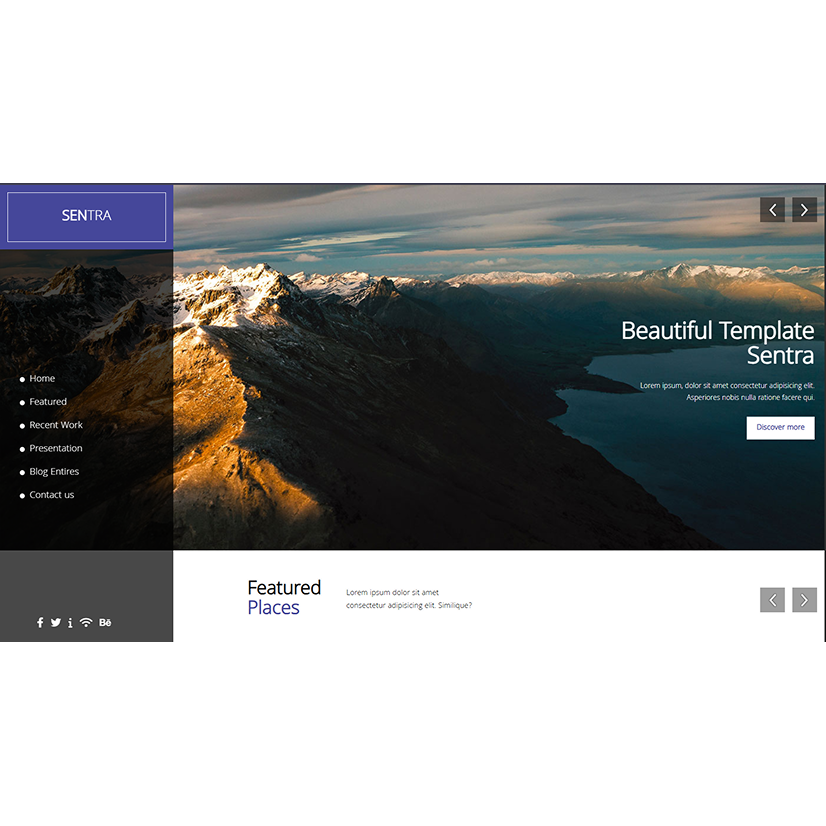 SENTRA
Home
Featured
Recent Work
Presentation
Blog Entires
Contact us
Beautiful Template
Sentra
Lorem ipsum, dolor sit amet consectetur adipisicing elit.
Asperiores nobis nulla ratione facere qui.
Discover more
Featured
Places
Lorem ipsum dolor sit amet
consectetur adipisicing elit. Similique?